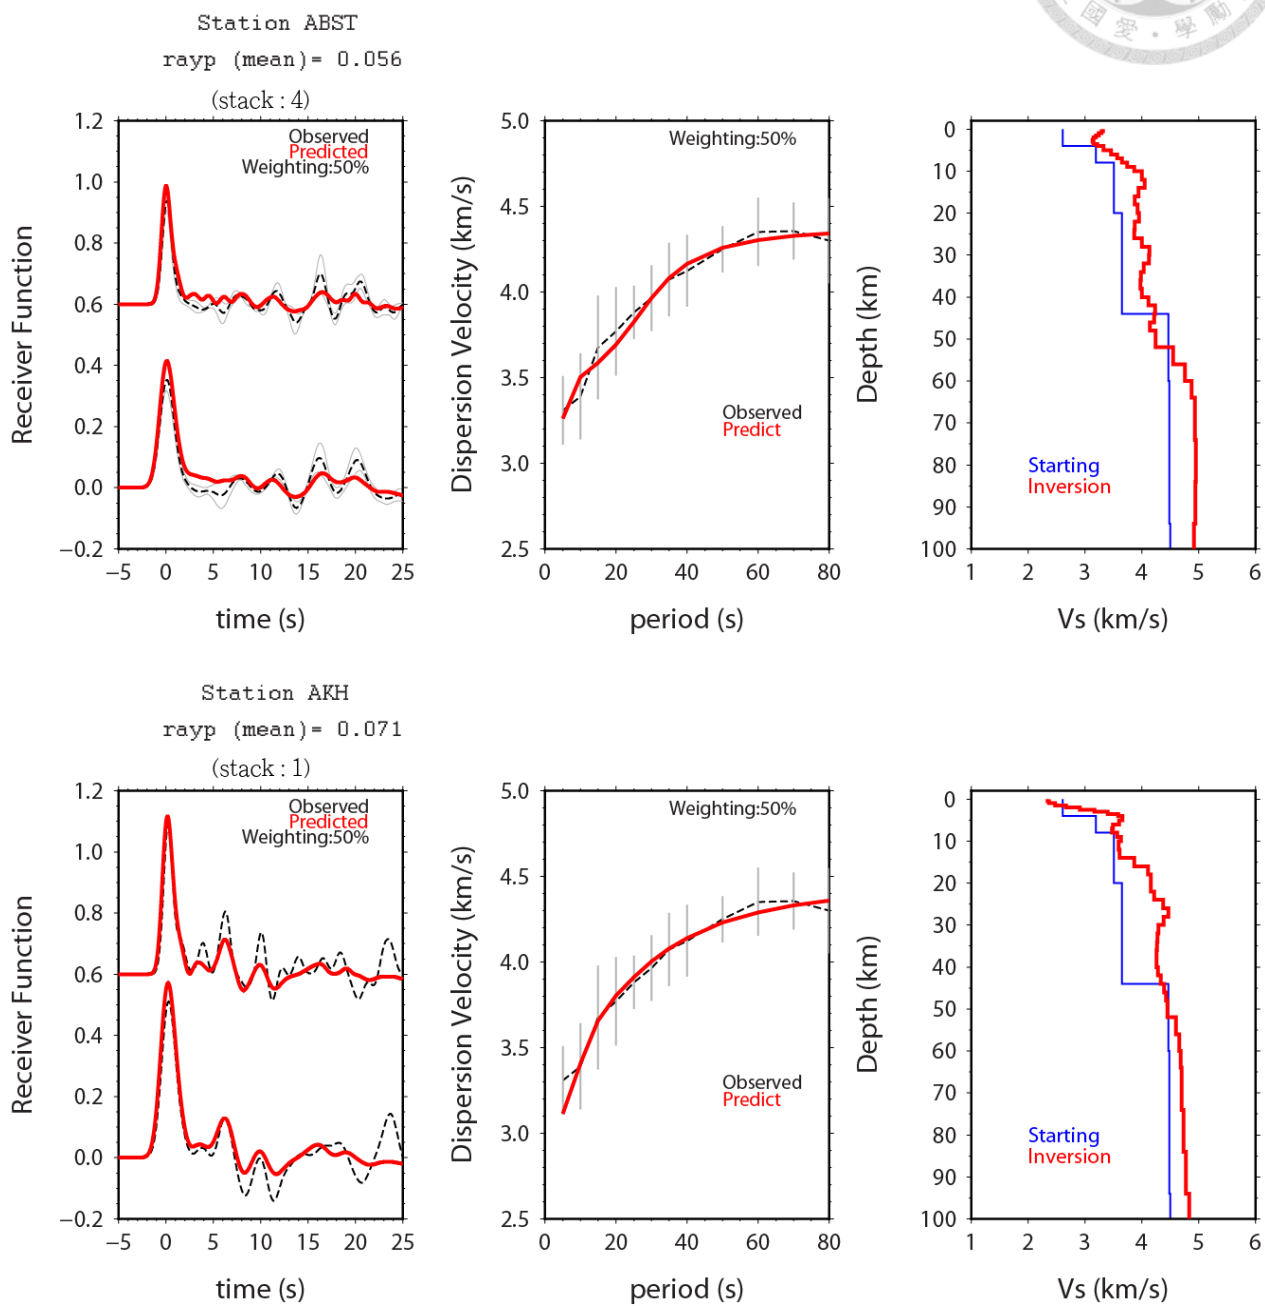 Station ABST
rayp (mean)= 0.056
(stack : 4)
國愛・學勵
Receiver Function
1.2
1.0
0.8
0.6
0.4
0.2
0.0
−0.2
Observed
Predicted
Weighting:50%
−5 0 5 10 15 20 25
time (s)
Dispersion Velocity (km/s)
5.0
4.5
4.0
3.5
3.0
2.5
Weighting:50%
Observed
Predict
0 20 40 60 80
period (s)
Depth (km)
0
10
20
30
40
50
60
70
80
90
100
Starting
Inversion
1 2 3 4 5 6
Vs (km/s)
Station AKH
rayp (mean)= 0.071
(stack : 1)
Receiver Function
1.2
1.0
0.8
0.6
0.4
0.2
0.0
−0.2
Observed
Predicted
Weighting:50%
−5 0 5 10 15 20 25
time (s)
Dispersion Velocity (km/s)
5.0
4.5
4.0
3.5
3.0
2.5
Weighting:50%
Observed
Predict
0 20 40 60 80
period (s)
Depth (km)
0
10
20
30
40
50
60
70
80
90
100
Starting
Inversion
1 2 3 4 5 6
Vs (km/s)